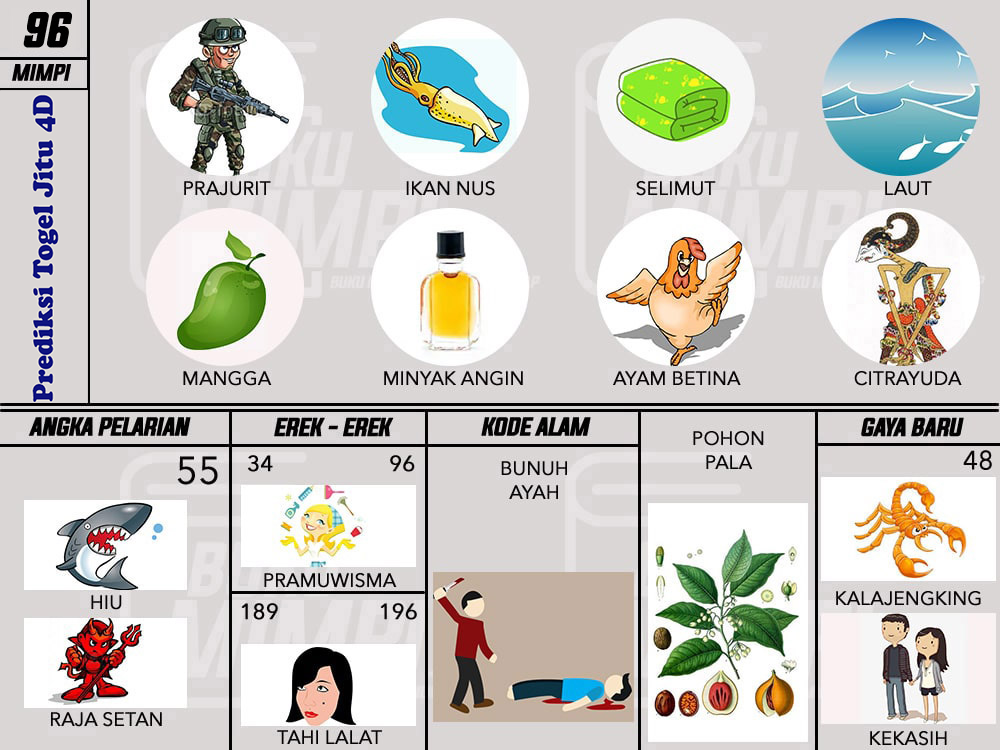 96
MIMPI
Prediksi Togel Jitu 4D
PRAJURIT
IKAN NUS
SELIMUT
LAUT
MANGGA
MINYAK ANGIN
AYAM BETINA
CITRAYUDA
ANGKA PELARIAN
55
HIU
RAJA SETAN
EREK - EREK
34 96
PRAMUWISMA
189 196
TAHI LALAT
KODE ALAM
BUNUH
AYAH
POHON
PALA
GAYA BARU
48
KALAJENGKING
KEKASIH